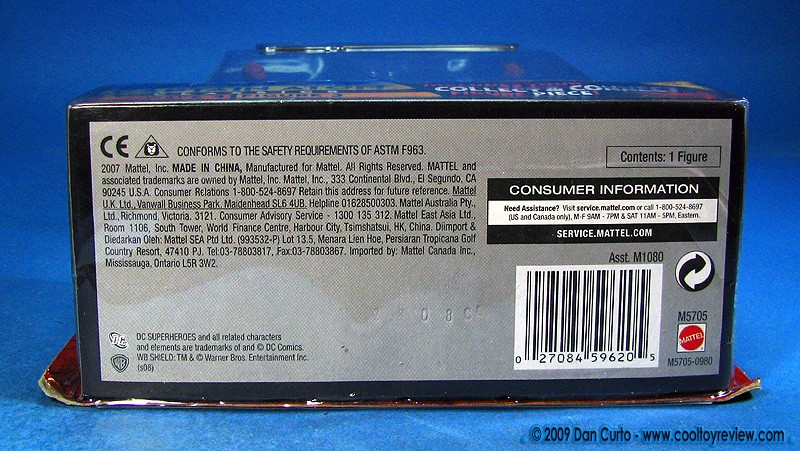 COLLECT & CONNECT
PIECE!
CE
CONFORMS TO THE SAFETY REQUIREMENTS OF ASTM F963.
2007 Mattel, Inc. MADE IN CHINA, Manufactured for Mattel. All Rights Reserved. MATTEL and
associated trademarks are owned by Mattel, Inc. Mattel, Inc., 333 Continental Blvd., El Segundo, CA
90245 U.S.A. Consumer Relations 1-800-524-8697 Retain this address for future reference. Mattel
U.K. Ltd., Vanwall Business Park, Maidenhead SL6 4UB. Helpline 01628500303. Mattel Australia Pty.,
Ltd., Richmond, Victoria. 3121. Consumer Advisory Service - 1300 135 312. Mattel East Asia Ltd.,
Room 1106, South Tower, World Finance Centre, Harbour City, Tsimshatsui, HK, China. Diimport &
Diedarkan Oleh: Mattel SEA Ptd Ltd. (993532-P) Lot 13.5, Menara Lien Hoe, Persiaran Tropicana Golf
Country Resort, 47410 PJ. Tel:03-78803817, Fax:03-78803867. Imported by: Mattel Canada Inc.,
Mississauga, Ontario L5R 3W2.
Contents: 1 Figure
CONSUMER INFORMATION
Need Assistance? Visit service.mattel.com or call 1-800-524-8697
(US and Canada only), M-F 9AM - 7PM & SAT 11AM - 5PM, Eastern.
SERVICE.MATTEL.COM
Asst. M1080
0 27084 59620 5
M5705
MATTEL
M5705-0980
DC
DC SUPERHEROES and all related characters
and elements are trademarks of and © DC Comics.
WB SHIELD: TM & © Warner Bros. Entertainment Inc.
(s08)
© 2009 Dan Curto - www.cooltoyreview.com